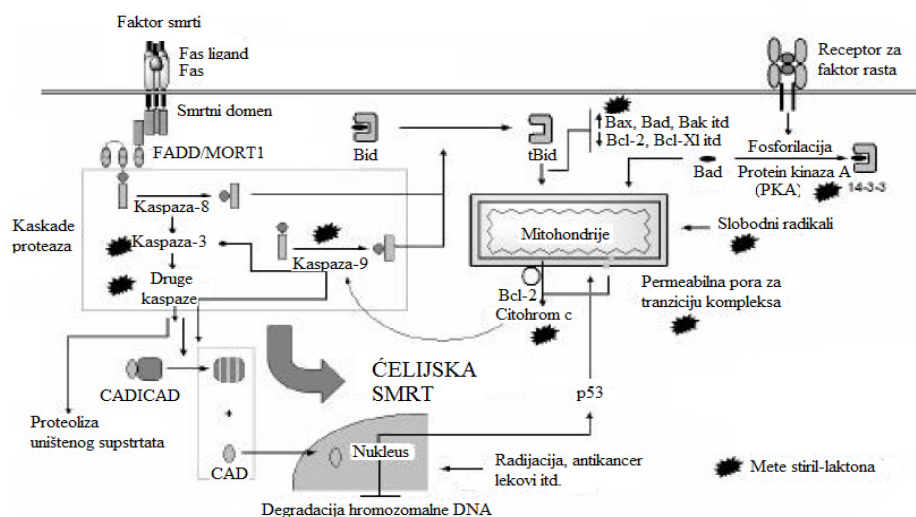 Faktor smrti
Fas ligand
Fas
Smrtni domen
FADD/MORT1
Kaskade
proteaza
Kaspaza-8
Kaspaza-3
Druge
kaspaze
Kaspaza-9
Bid
tBid
Bax, Bad, Bak itd
Bcl-2, Bcl-Xl itd
Receptor za
faktor rasta
Fosforilacija
Bad
Protein kinaza A
(PKA)
14-3-3
Mitohondrije
Slobodni radikali
Bcl-2
Citohrom c
Permeabilna pora za
tranziciju kompleksa
CADICAD
Proteoliza
uništenog supstrtata
+
CAD
ĆELIJSKA
SMRT
p53
Nukleus
Radijacija, antikancer
lekovi itd.
Degradacija hromozomalne DNA
Mete stiril-laktona